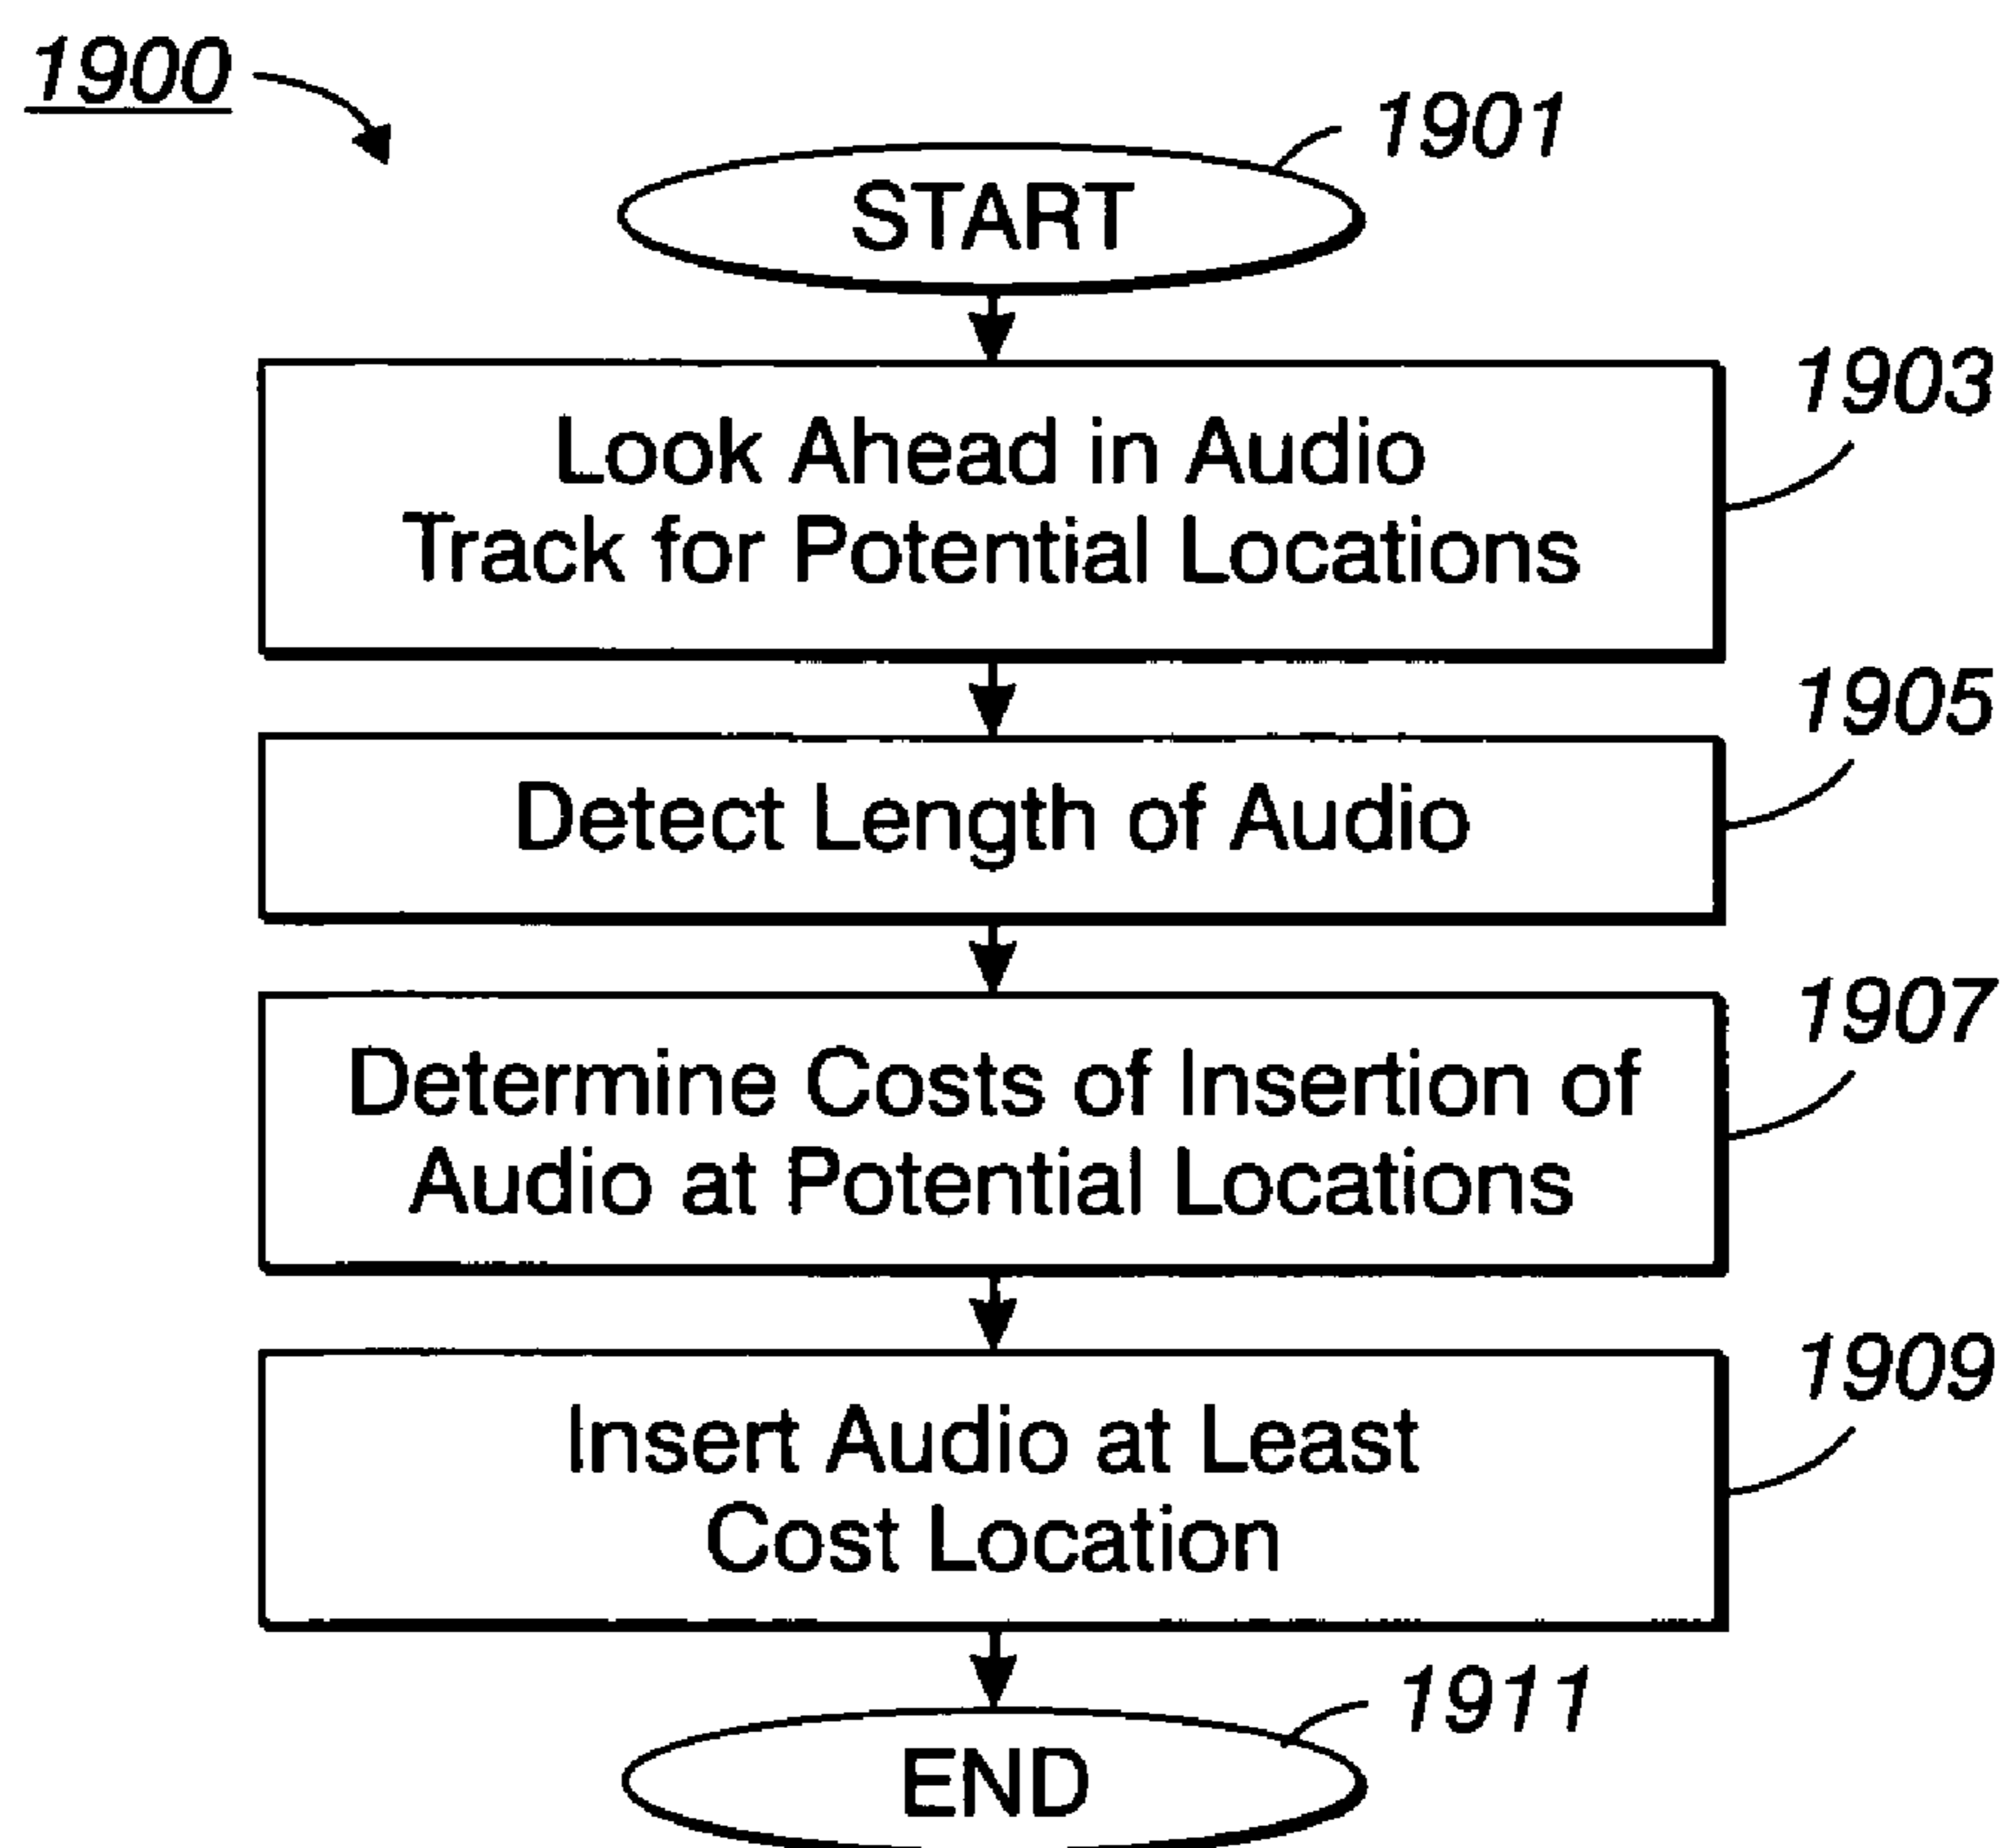 1900
1901
START
1903
Look Ahead in Audio
Track for Potential Locations
1905
Detect Length of Audio
1907
Determine Costs of Insertion of
Audio at Potential Locations
1909
Insert Audio at Least
Cost Location
1911
END